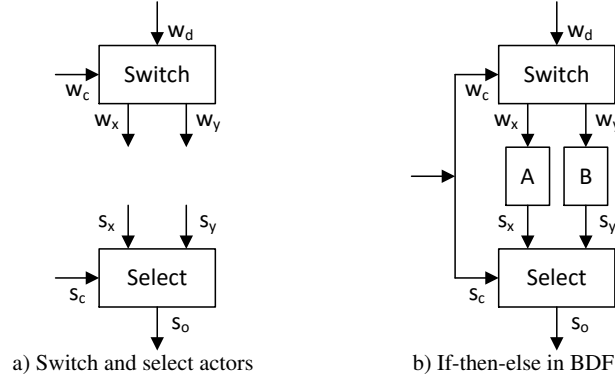 w_d
w_d
Switch
Switch
w_c
w_c
w_x
w_y
w_x
w_y
A
B
s_x
s_y
s_x
s_y
Select
Select
s_c
s_c
s_o
s_o
a) Switch and select actors
b) If-then-else in BDF